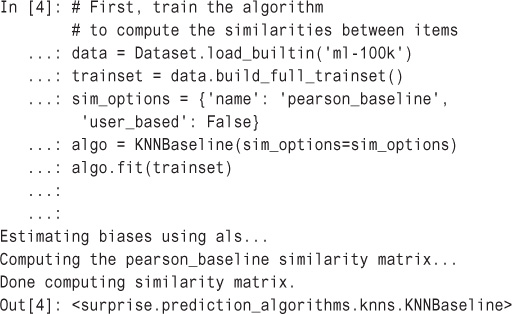 In [4]: # First, train the algorithm
# to compute the similarities between items
...: data = Dataset.load_builtin('ml-100k')
...: trainset = data.build_full_trainset()
...: sim_options = {'name': 'pearson_baseline',
'user_based': False}
...: algo = KNNBaseline(sim_options=sim_options)
...: algo.fit(trainset)
...:
...:
Estimating biases using als...
Computing the pearson_baseline similarity matrix...
Done computing similarity matrix.
Out[4]: <surprise.prediction_algorithms.knns.KNNBaseline>